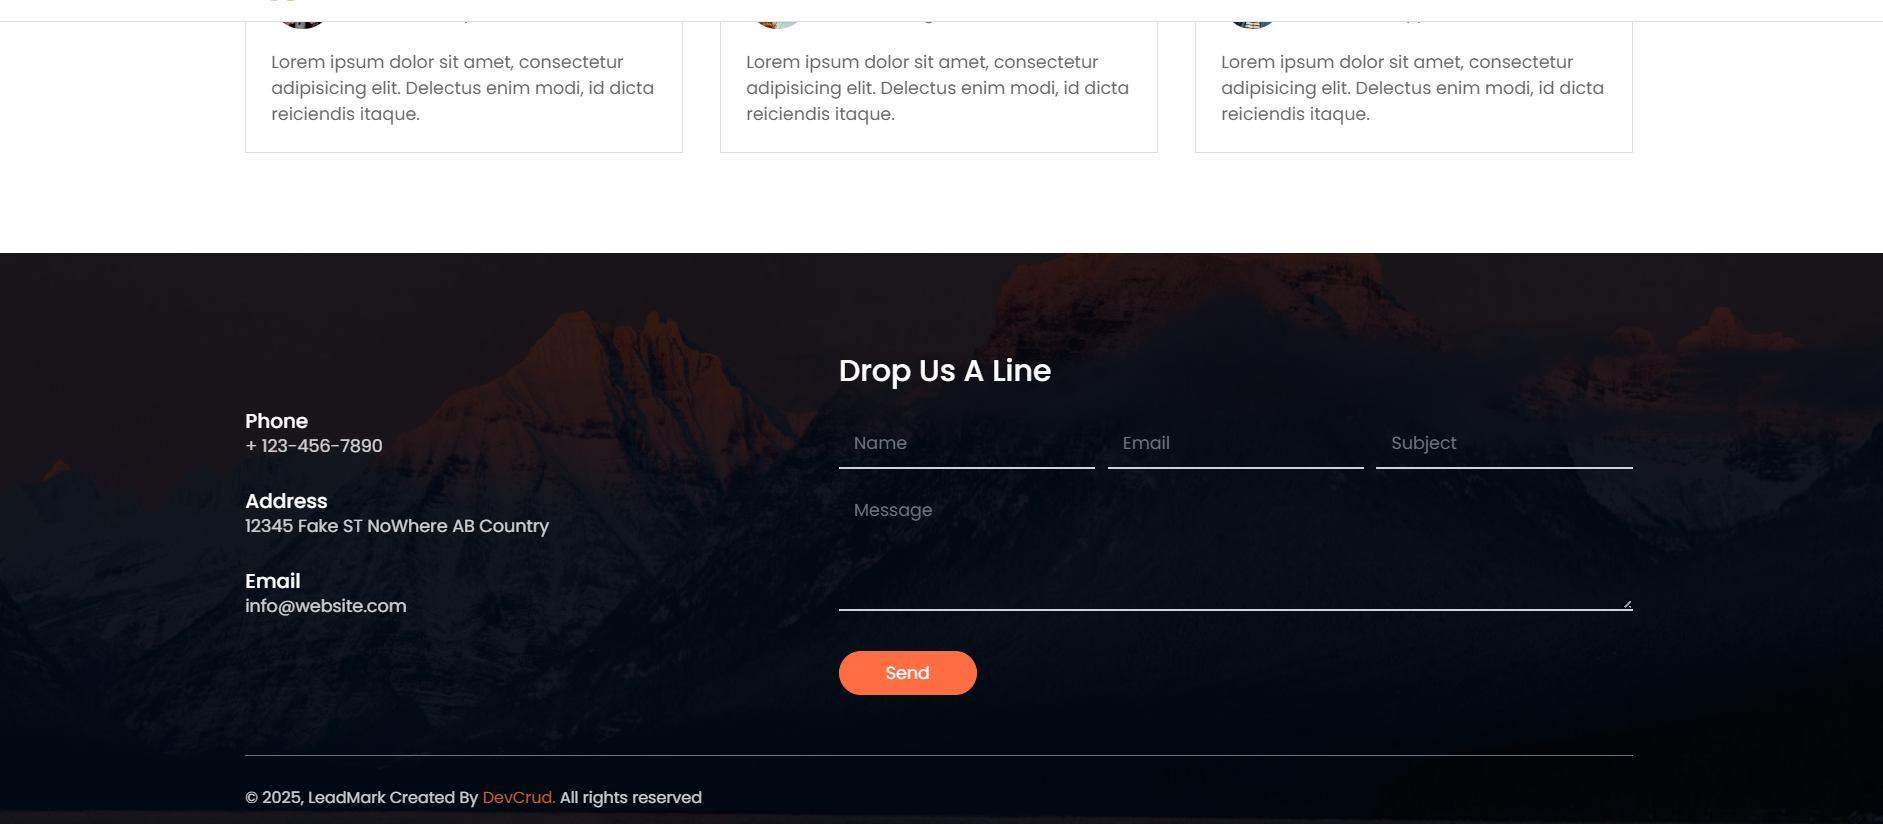 Lorem ipsum dolor sit amet, consectetur
adipisicing elit. Delectus enim modi, id dicta
reiciendis itaque.
Lorem ipsum dolor sit amet, consectetur
adipisicing elit. Delectus enim modi, id dicta
reiciendis itaque.
Lorem ipsum dolor sit amet, consectetur
adipisicing elit. Delectus enim modi, id dicta
reiciendis itaque.
Phone
+ 123-456-7890
Address
12345 Fake ST NoWhere AB Country
Email
info@website.com
Drop Us A Line
Name
Email
Subject
Message
Send
© 2025, LeadMark Created By DevCrud. All rights reserved